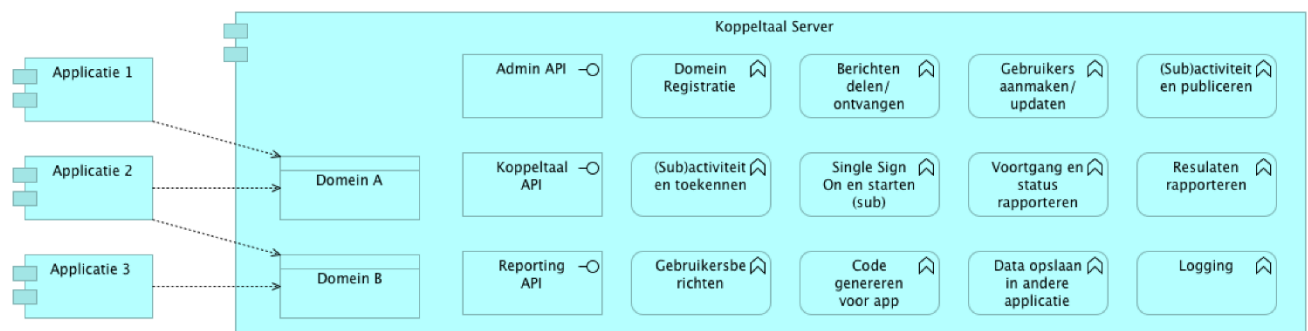 Koppeltaal Server
Applicatie 1
Admin API
Domein
Registratie
Berichten
delen/
ontvangen
Gebruikers
aanmaken/
updaten
(Sub)activiteit
en publiceren
Applicatie 2
Domein A
Koppeltaal
API
(Sub)activiteit
en toekennen
Single Sign
On en starten
(sub)
Voortgang en
status
rapporteren
Resulaten
rapporteren
Applicatie 3
Domein B
Reporting
API
Gebruikersbe
richten
Code
genereren
voor app
Data opslaan
in andere
applicatie
Logging